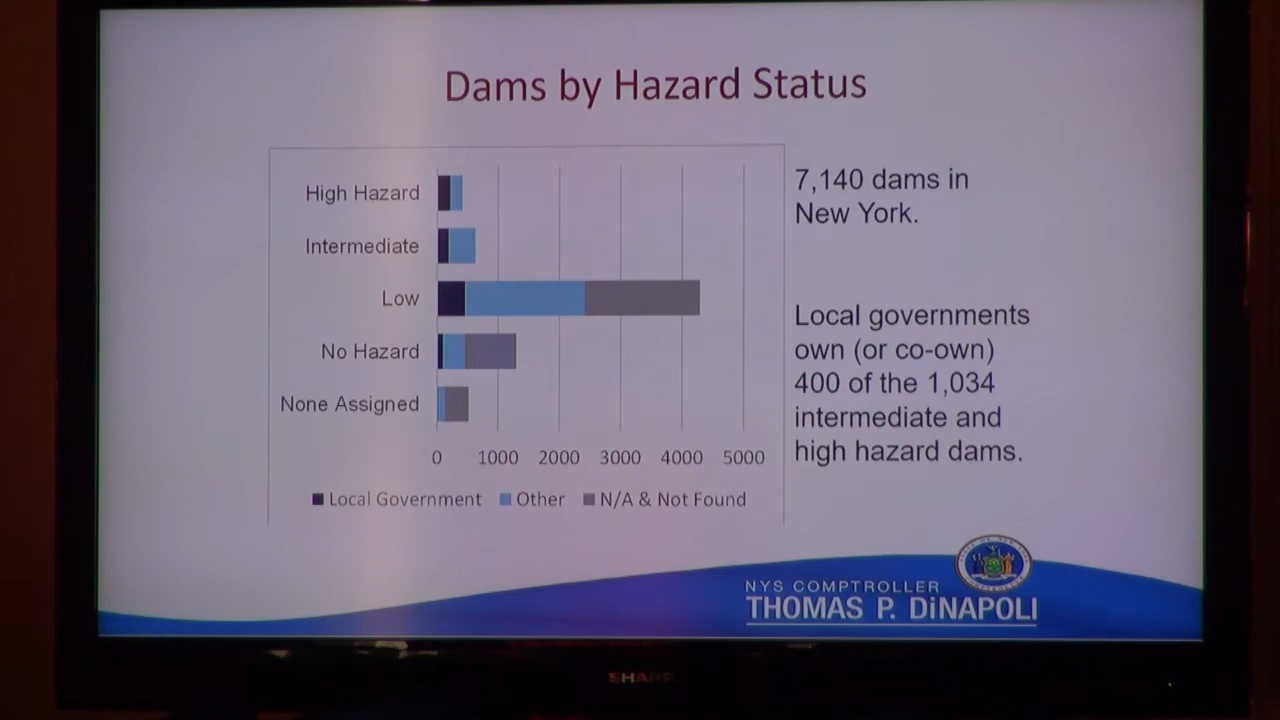 Dams by Hazard Status
High Hazard
Intermediate
Low
No Hazard
None Assigned
0 1000 2000 3000 4000 5000
Local Government Other N/A & Not Found
7,140 dams in
New York.
Local governments
own (or co-own)
400 of the 1,034
intermediate and
high hazard dams.
NYS COMPTROLLER
THOMAS P. DiNAPOLI
SHARP